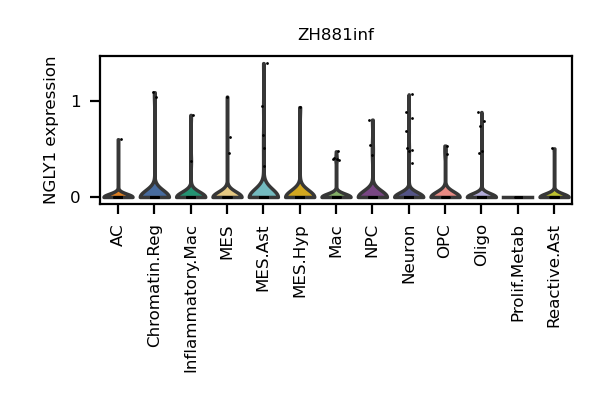 ZH881inf
NGLY1 expression
1
0
AC
Chromatin.Reg
Inflammatory.Mac
MES
MES.Ast
MES.Hyp
Mac
NPC
Neuron
OPC
Oligo
Prolif.Metab
Reactive.Ast